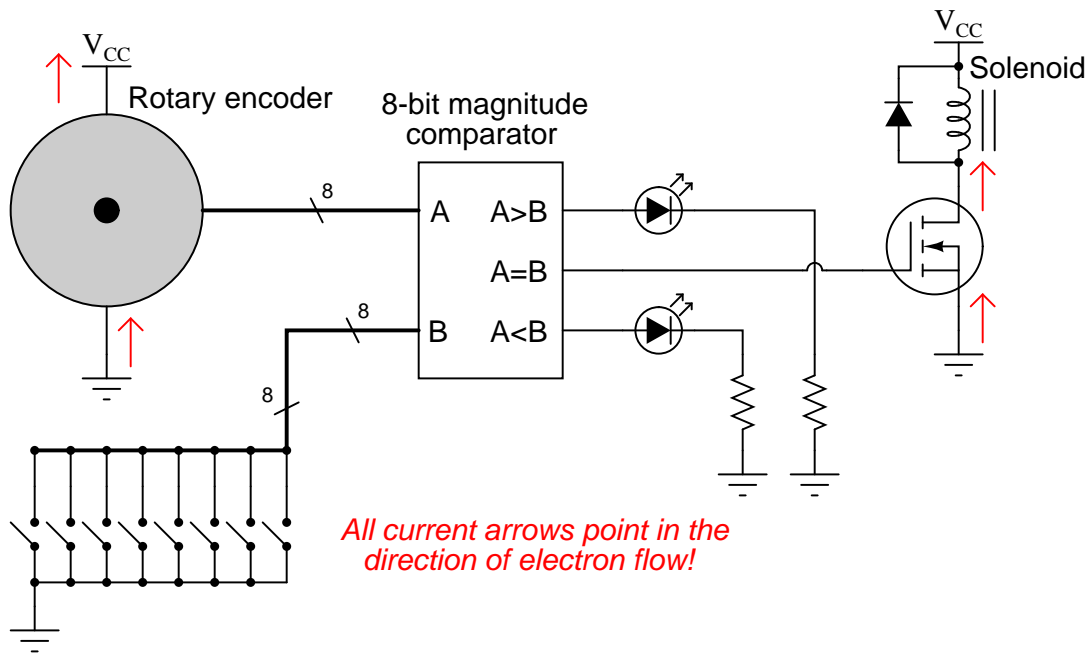 VCC
Rotary encoder
8-bit magnitude
comparator
VCC
Solenoid
8
A
A>B
A=B
8
B
A<B
8
All current arrows point in the
direction of electron flow!